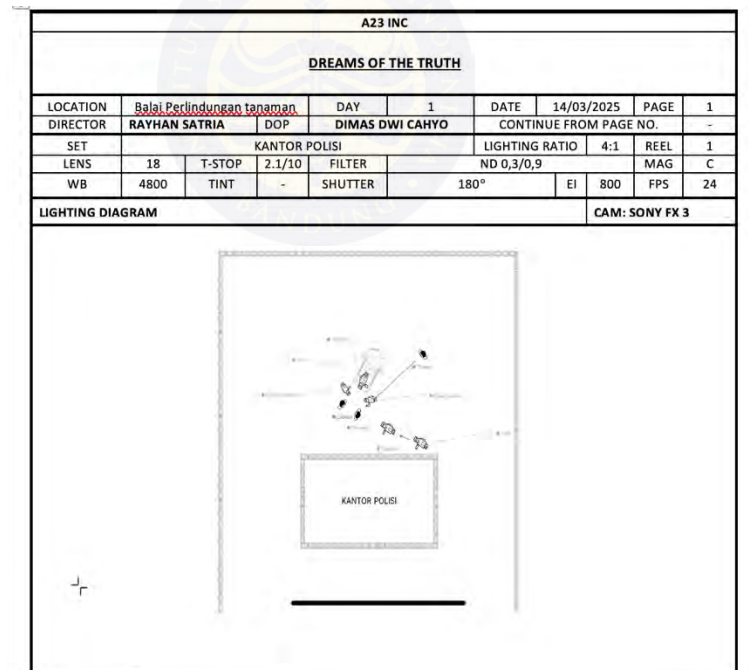 A23 INC
DREAMS OF THE TRUTH
LOCATION Balai Perlindungan tanaman DAY 1 DATE 14/03/2025 PAGE 1
DIRECTOR RAYHAN SATRIA DOP DIMAS DWI CAHYO CONTINUE FROM PAGE NO. -
SET KANTOR POLISI LIGHTING RATIO 4:1 REEL 1
LENS 18 T-STOP 2.1/10 FILTER ND 0,3/0,9 MAG C
WB 4800 TINT - SHUTTER 180° EI 800 FPS 24
LIGHTING DIAGRAM CAM: SONY FX 3
KANTOR POLISI